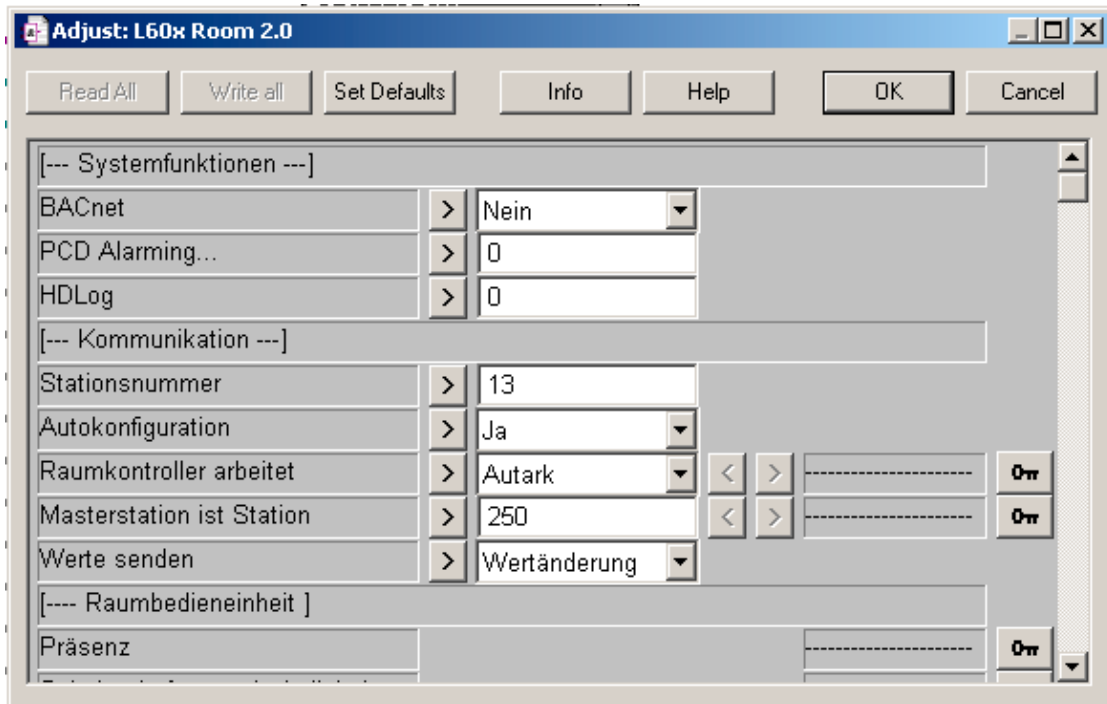 Adjust: L60x Room 2.0
Read All Write all Set Defaults Info Help OK Cancel
[--- Systemfunktionen ---]
BACnet > Nein
PCD Alarming... > 0
HDLog > 0
[--- Kommunikation ---]
Stationsnummer > 13
Autokonfiguration > Ja
Raumkontroller arbeitet > Autark < > ---------------------
Masterstation ist Station > 250 < > ---------------------
Werte senden > Wertänderung
[---- Raumbedieneinheit ]
Präsenz ---------------------